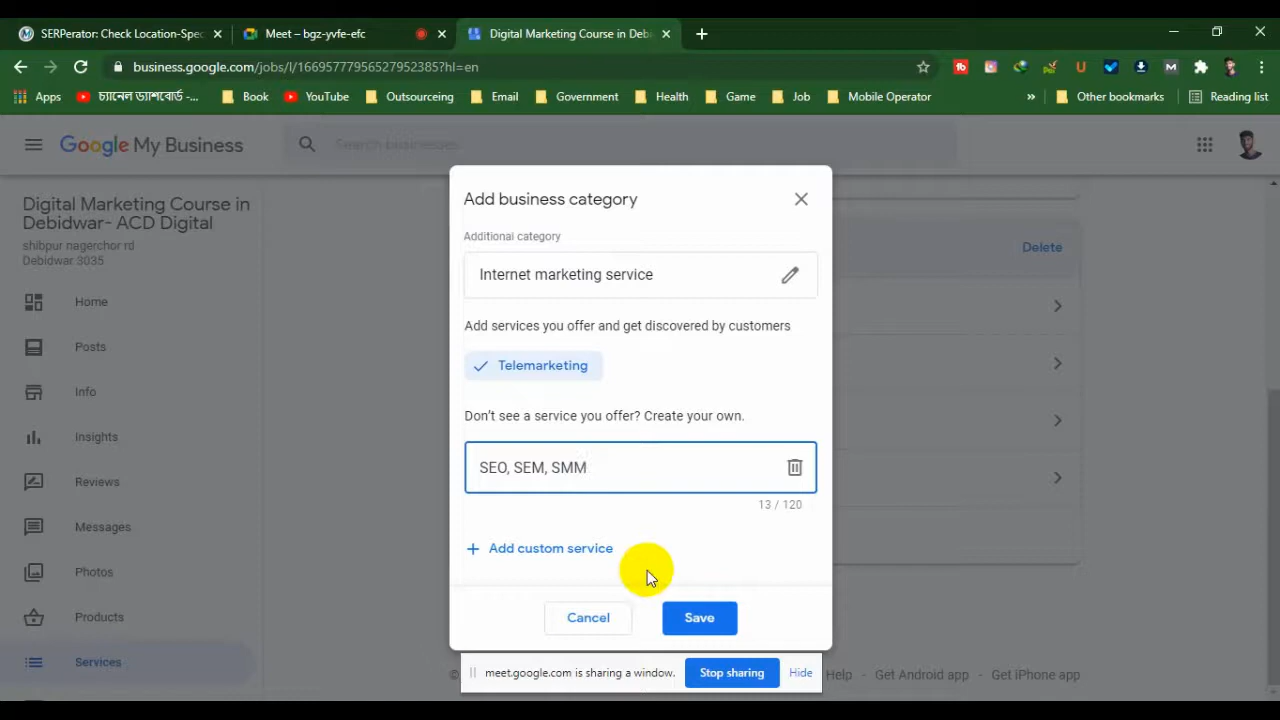 SERPerator: Check Location-Spec
Meet – bgz-yvfe-efc
Digital Marketing Course in Deb
business.google.com/jobs/l/16695777956527952385?hl=en
Apps
চ্যানেল ড্যাশবোর্ড -...
Book
YouTube
Outsourceing
Email
Government
Health
Game
Job
Mobile Operator
»
Other bookmarks
Reading list
Google My Business
Search businesses
Digital Marketing Course in
Debidwar- ACD Digital
shibpur nagerchor rd
Debidwar 3035
Home
Posts
Info
Insights
Reviews
Messages
Photos
Products
Services
Delete
Add business category
Additional category
Internet marketing service
Add services you offer and get discovered by customers
Telemarketing
Don't see a service you offer? Create your own.
SEO, SEM, SMM
13 / 120
+ Add custom service
Cancel
Save
meet.google.com is sharing a window.
Stop sharing
Hide
©
Help - Get Android app - Get iPhone app